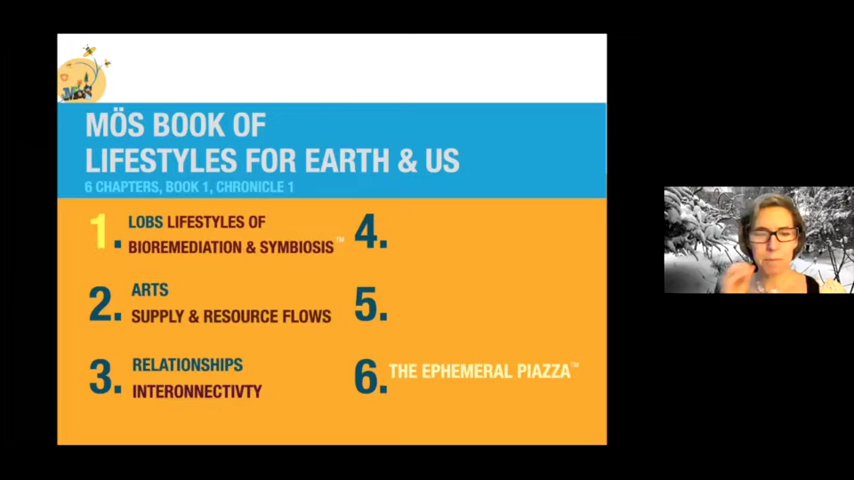 MÖS
MÖS BOOK OF
LIFESTYLES FOR EARTH & US
6 CHAPTERS, BOOK 1, CHRONICLE 1
1. LOBS LIFESTYLES OF
BIOREMEDIATION & SYMBIOSIS™
2. ARTS
SUPPLY & RESOURCE FLOWS
3. RELATIONSHIPS
INTERONNECTIVTY
4.
5.
6. THE EPHEMERAL PIAZZA™